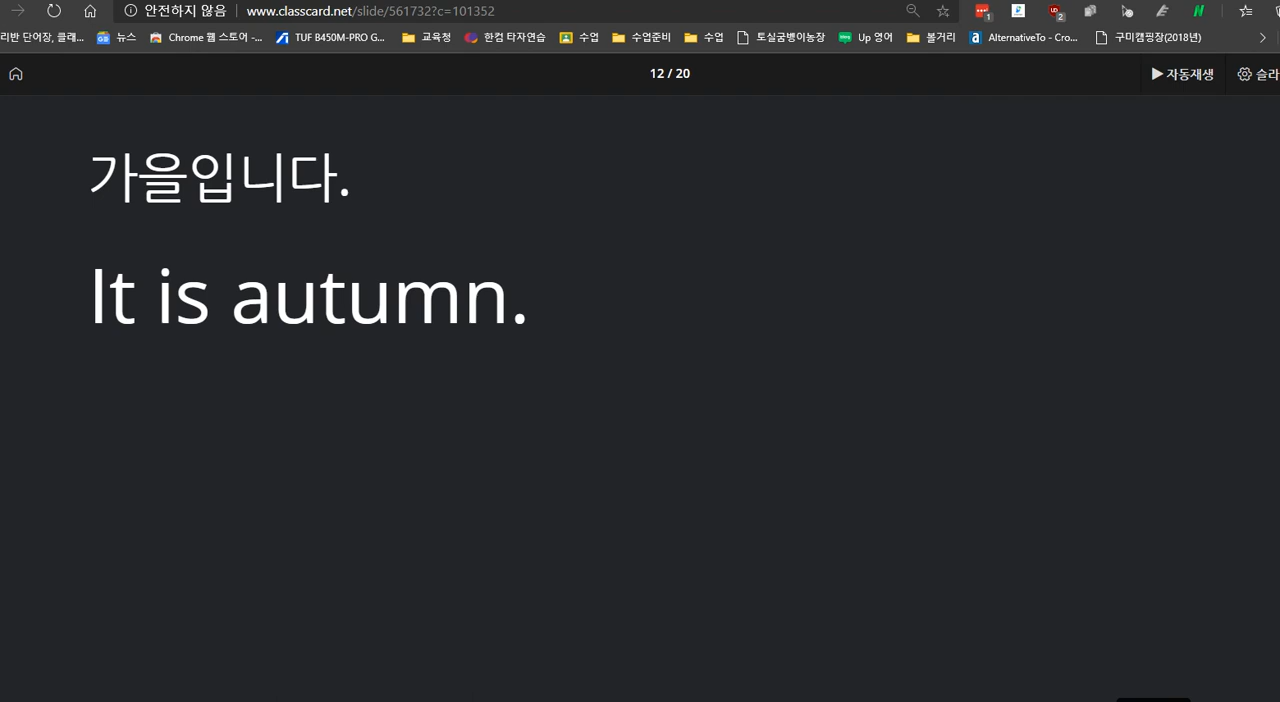 안전하지 않음 www.classcard.net/slide/561732?c=101352
리반 단어장, 클래... 뉴스 Chrome 웹 스토어 -... TUF B450M-PRO G... 교육청 한컴 타자연습 수업 수업준비 수업 토실굼뱅이농장 Up 영어 볼거리 AlternativeTo - Cro... 구미캠핑장(2018년)
12 / 20 자동재생 슬라
가을입니다.
It is autumn.